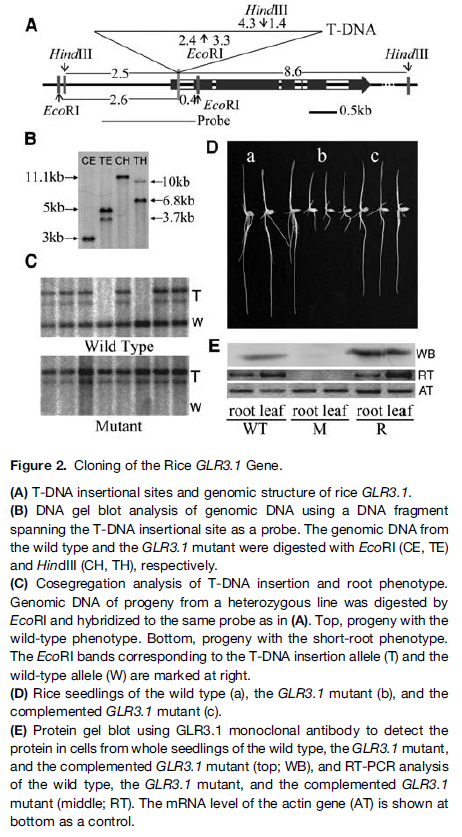 A
HindIII
4.3 1.4
T-DNA
2.4 3.3
EcoRI
HindIII
HindIII
2.5
8.6
2.6
0.4
EcoRI
EcoRI
Probe
0.5kb
B
CE TE CH TH
11.1kb
10kb
6.8kb
5kb
3.7kb
3kb
C
T
W
Wild Type
T
W
Mutant
D
a b c
E
WB
RT
AT
root leaf root leaf root leaf
WT M R
Figure 2. Cloning of the Rice GLR3.1 Gene.
(A) T-DNA insertional sites and genomic structure of rice GLR3.1.
(B) DNA gel blot analysis of genomic DNA using a DNA fragment
spanning the T-DNA insertional site as a probe. The genomic DNA from
the wild type and the GLR3.1 mutant were digested with EcoRI (CE, TE)
and HindIII (CH, TH), respectively.
(C) Cosegregation analysis of T-DNA insertion and root phenotype.
Genomic DNA of progeny from a heterozygous line was digested by
EcoRI and hybridized to the same probe as in (A). Top, progeny with the
wild-type phenotype. Bottom, progeny with the short-root phenotype.
The EcoRI bands corresponding to the T-DNA insertion allele (T) and the
wild-type allele (W) are marked at right.
(D) Rice seedlings of the wild type (a), the GLR3.1 mutant (b), and the
complemented GLR3.1 mutant (c).
(E) Protein gel blot using GLR3.1 monoclonal antibody to detect the
protein in cells from whole seedlings of the wild type, the GLR3.1 mutant,
and the complemented GLR3.1 mutant (top; WB), and RT-PCR analysis
of the wild type, the GLR3.1 mutant, and the complemented GLR3.1
mutant (middle; RT). The mRNA level of the actin gene (AT) is shown at
bottom as a control.